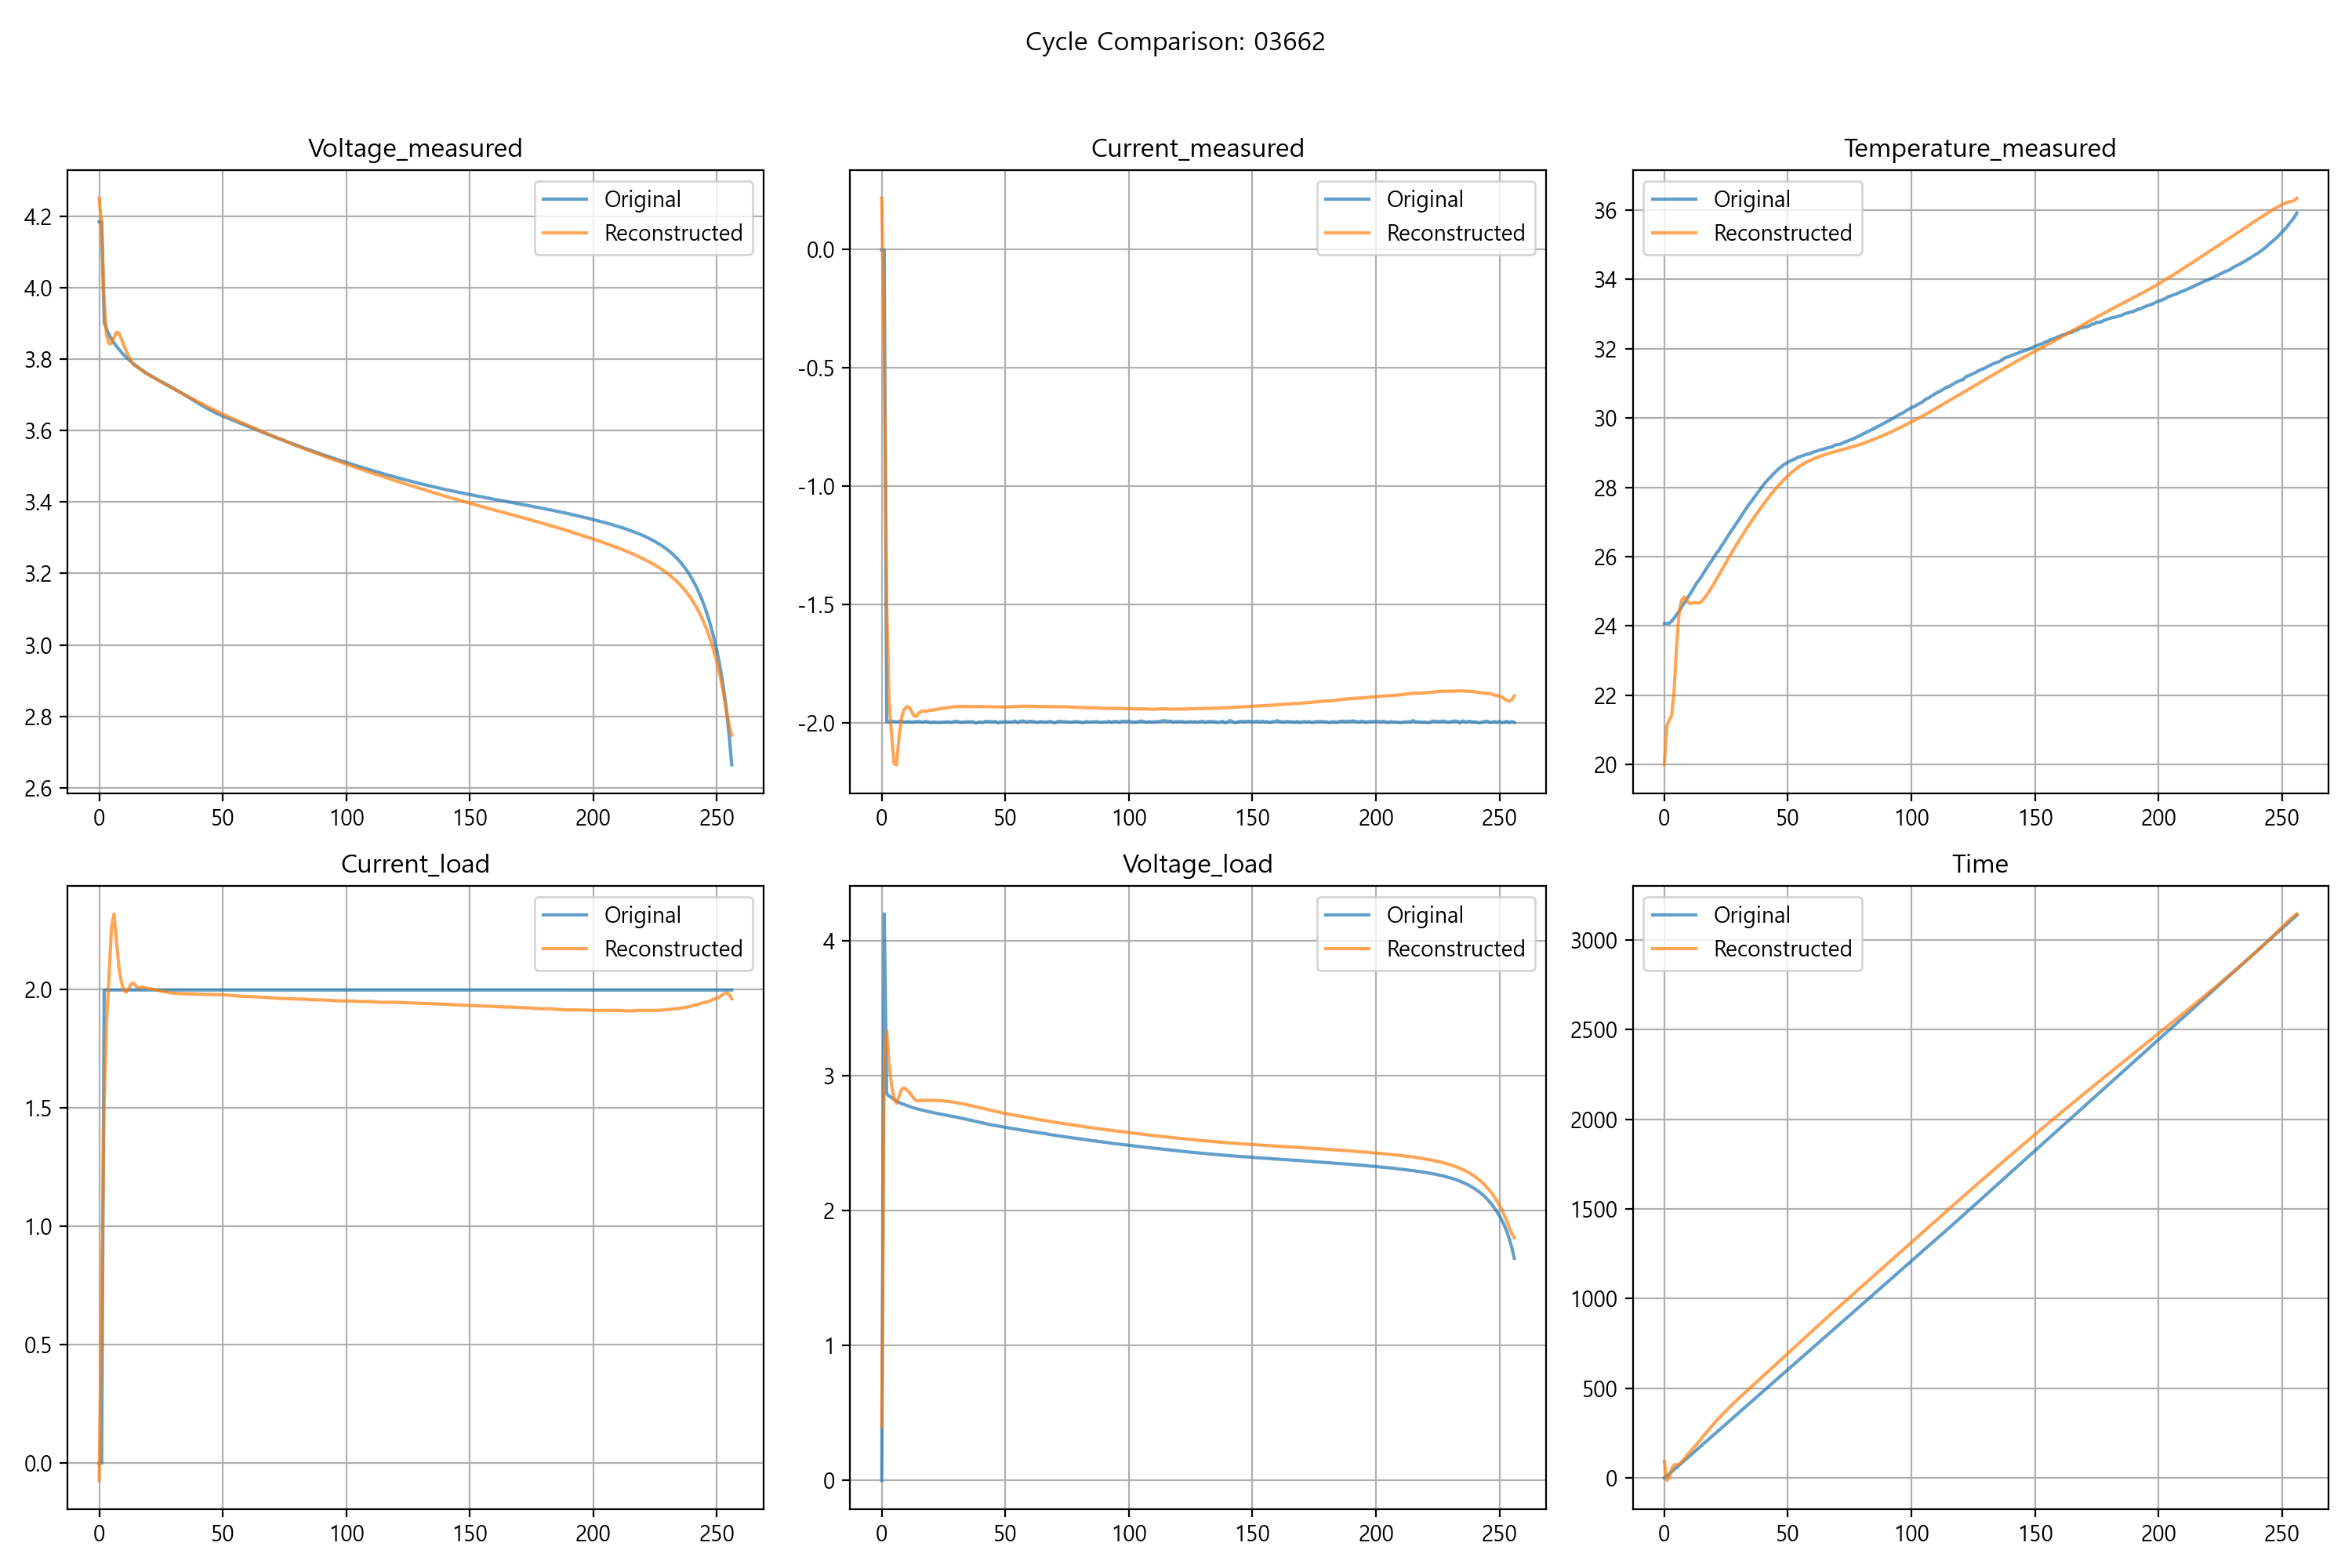 Cycle Comparison: 03662
Voltage_measured
Original
Reconstructed
4.2
4.0
3.8
3.6
3.4
3.2
3.0
2.8
2.6
0 50 100 150 200 250
Current_measured
Original
Reconstructed
0.0
-0.5
-1.0
-1.5
-2.0
0 50 100 150 200 250
Temperature_measured
Original
Reconstructed
36
34
32
30
28
26
24
22
20
0 50 100 150 200 250
Current_load
Original
Reconstructed
2.0
1.5
1.0
0.5
0.0
0 50 100 150 200 250
Voltage_load
Original
Reconstructed
4
3
2
1
0
0 50 100 150 200 250
Time
Original
Reconstructed
3000
2500
2000
1500
1000
500
0
0 50 100 150 200 250